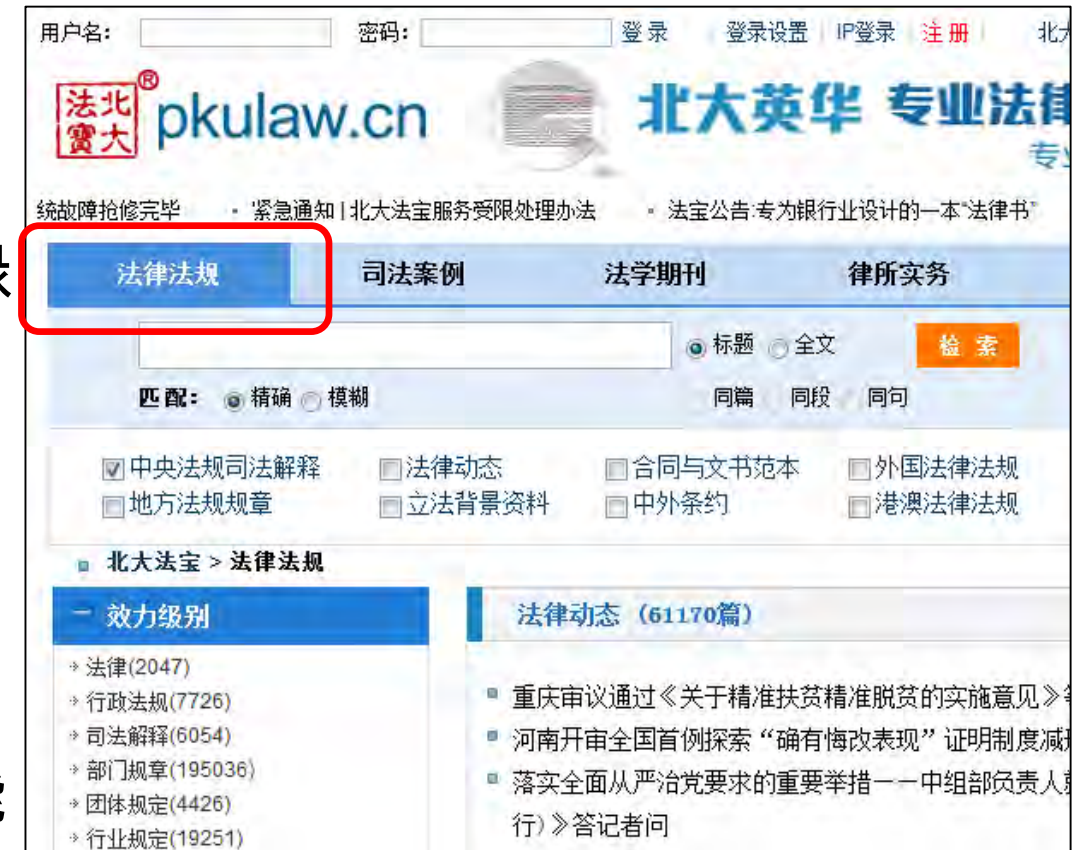 用户名: 密码: 登录 登录设置 IP登录 注册
法北寶大® pkulaw.cn 北大英华 专业法律
统故障抢修完毕 · 紧急通知|北大法宝服务受限处理办法 · 法宝公告:专为银行业设计的一本“法律书”
法律法规 司法案例 法学期刊 律所实务
标题 全文 检索
匹配: 精确 模糊 同篇 同段 同句
中央法规司法解释 法律动态 合同与文书范本 外国法律法规
地方法规规章 立法背景资料 中外条约 港澳法律法规
北大法宝 > 法律法规
效力级别 法律动态 (61170篇)
法律(2047)
行政法规(7726)
司法解释(6054)
部门规章(195036)
团体规定(4426)
行业规定(19251)
重庆审议通过《关于精准扶贫精准脱贫的实施意见》
河南开审全国首例探索“确有悔改表现”证明制度减
落实全面从严治党要求的重要举措——中组部负责人
行)》答记者问